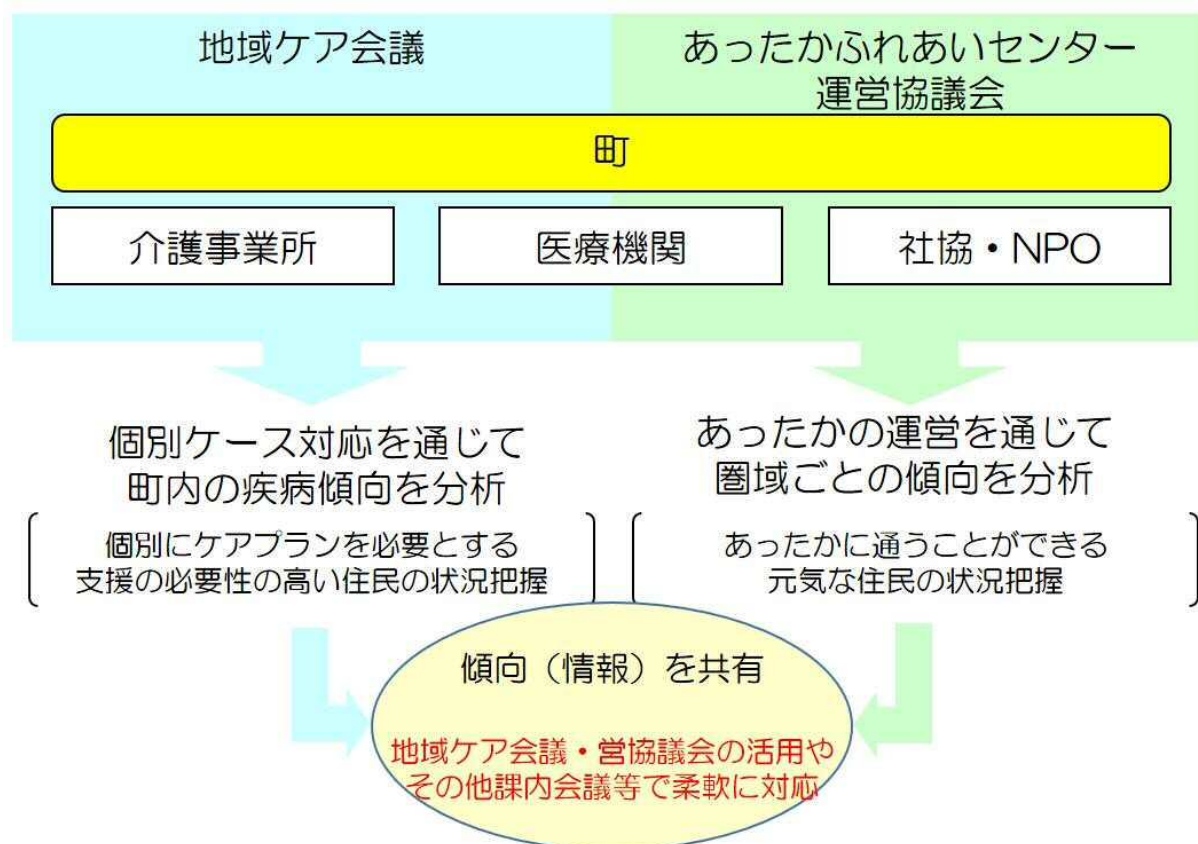 地域ケア会議
あったかふれあいセンター
運営協議会
町
介護事業所
医療機関
社協・NPO
個別ケース対応を通じて
町内の疾病傾向を分析
個別にケアプランを必要とする
支援の必要性の高い住民の状況把握
あったかの運営を通じて
圏域ごとの傾向を分析
あったかに通うことができる
元気な住民の状況把握
傾向（情報）を共有
地域ケア会議・営協議会の活用や
その他課内会議等で柔軟に対応